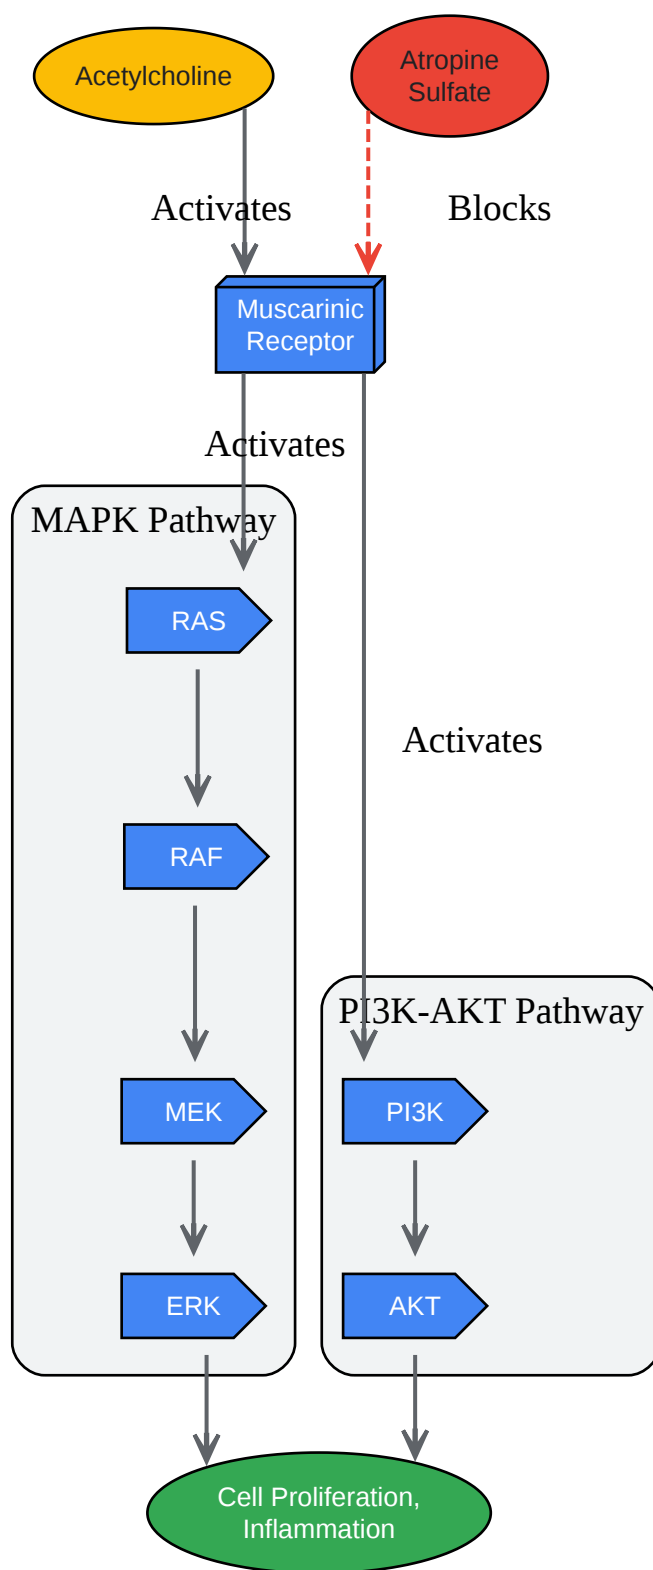 Acetylcholine
Atropine
Sulfate
Activates
Blocks
Muscarinic
Receptor
Activates
MAPK Pathway
RAS
RAF
Activates
PI3K-AKT Pathway
MEK
PI3K
ERK
AKT
Cell Proliferation,
Inflammation